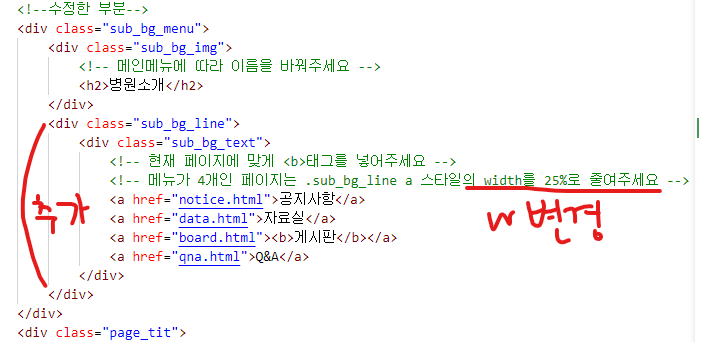 <!--수정한 부분-->
<div class="sub_bg_menu">
<div class="sub_bg_img">
<!-- 메인메뉴에 따라 이름을 바꿔주세요 -->
<h2>병원소개</h2>
</div>
<div class="sub_bg_line">
<div class="sub_bg_text">
<!-- 현재 페이지에 맞게 <b>태그를 넣어주세요 -->
<!-- 메뉴가 4개인 페이지는 .sub_bg_line a 스타일의 width를 25%로 줄여주세요 -->
<a href="notice.html">공지사항</a>
<a href="data.html">자료실</a>
<a href="board.html"><b>게시판</b></a>
<a href="qna.html">Q&A</a>
</div>
</div>
</div>
<div class="page_tit">
추가
w 변경